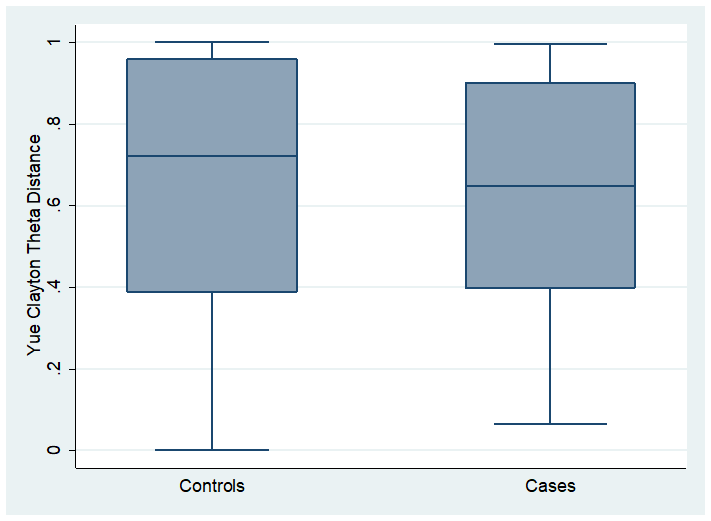 Yue Clayton Theta Distance
1
.8
.6
.4
.2
0
Controls
Cases